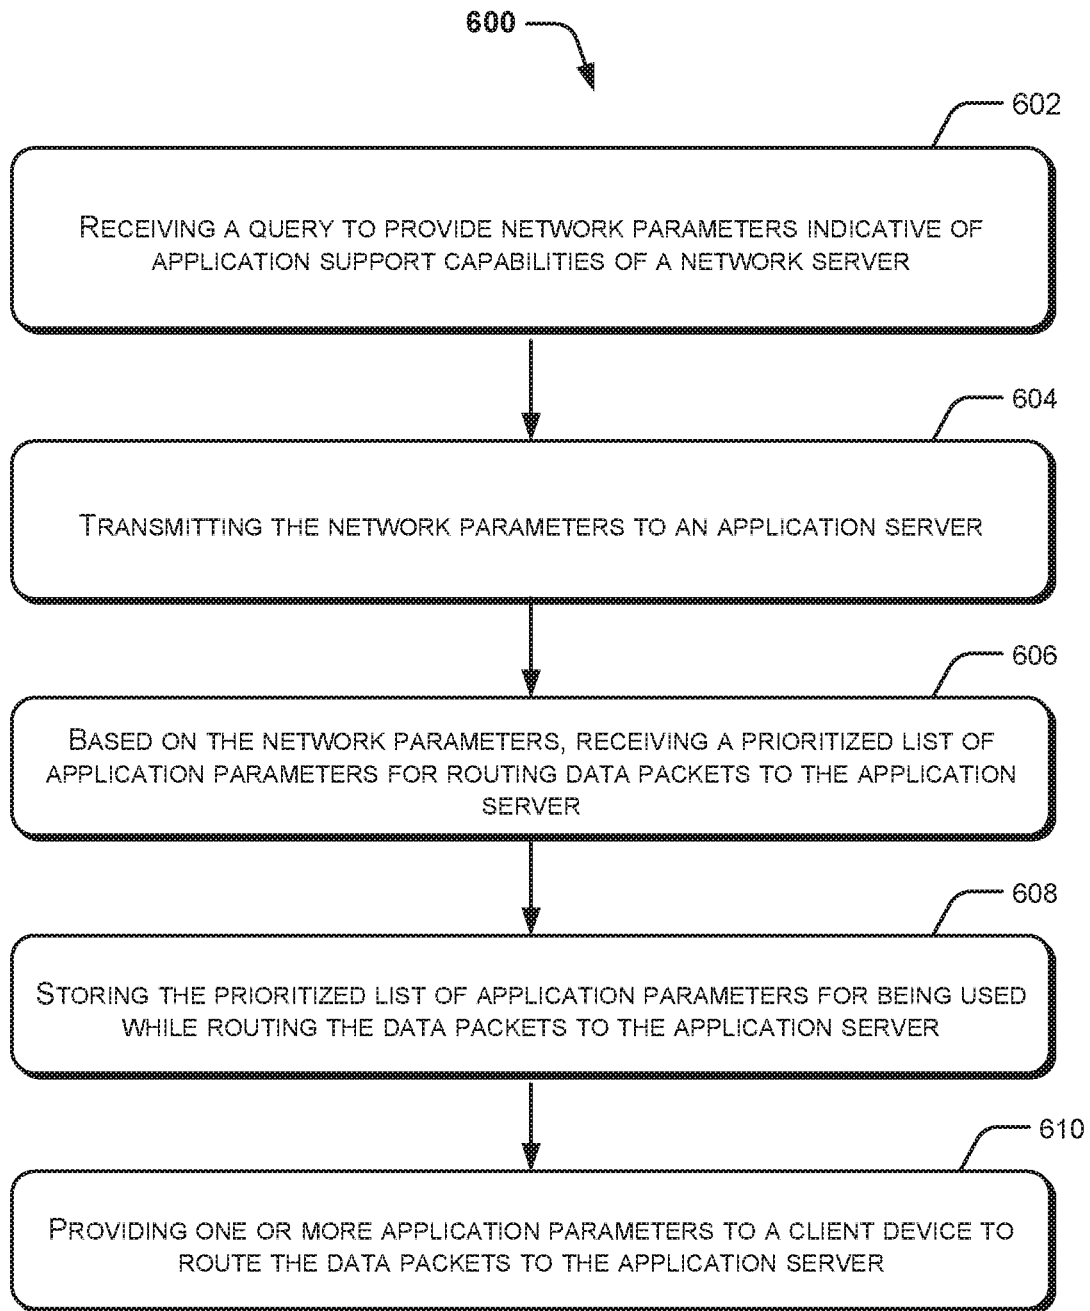 600
602
RECEIVING A QUERY TO PROVIDE NETWORK PARAMETERS INDICATIVE OF
APPLICATION SUPPORT CAPABILITIES OF A NETWORK SERVER
604
TRANSMITTING THE NETWORK PARAMETERS TO AN APPLICATION SERVER
606
BASED ON THE NETWORK PARAMETERS, RECEIVING A PRIORITIZED LIST OF
APPLICATION PARAMETERS FOR ROUTING DATA PACKETS TO THE APPLICATION
SERVER
608
STORING THE PRIORITIZED LIST OF APPLICATION PARAMETERS FOR BEING USED
WHILE ROUTING THE DATA PACKETS TO THE APPLICATION SERVER
610
PROVIDING ONE OR MORE APPLICATION PARAMETERS TO A CLIENT DEVICE TO
ROUTE THE DATA PACKETS TO THE APPLICATION SERVER